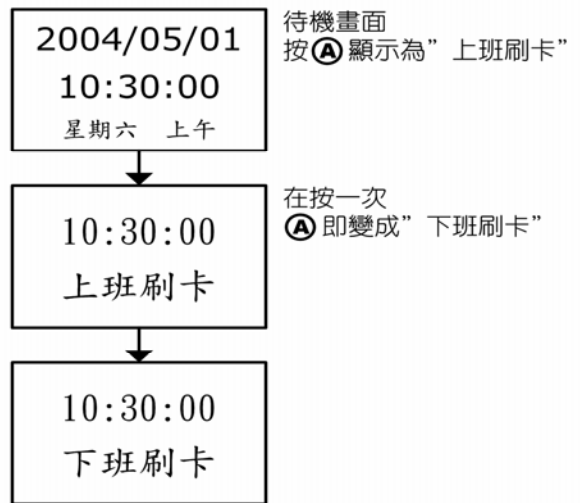 2004/05/01
10:30:00
星期六 上午
待機畫面
按Ⓐ顯示為”上班刷卡”
10:30:00
上班刷卡
在按一次
Ⓐ即變成”下班刷卡”
10:30:00
下班刷卡